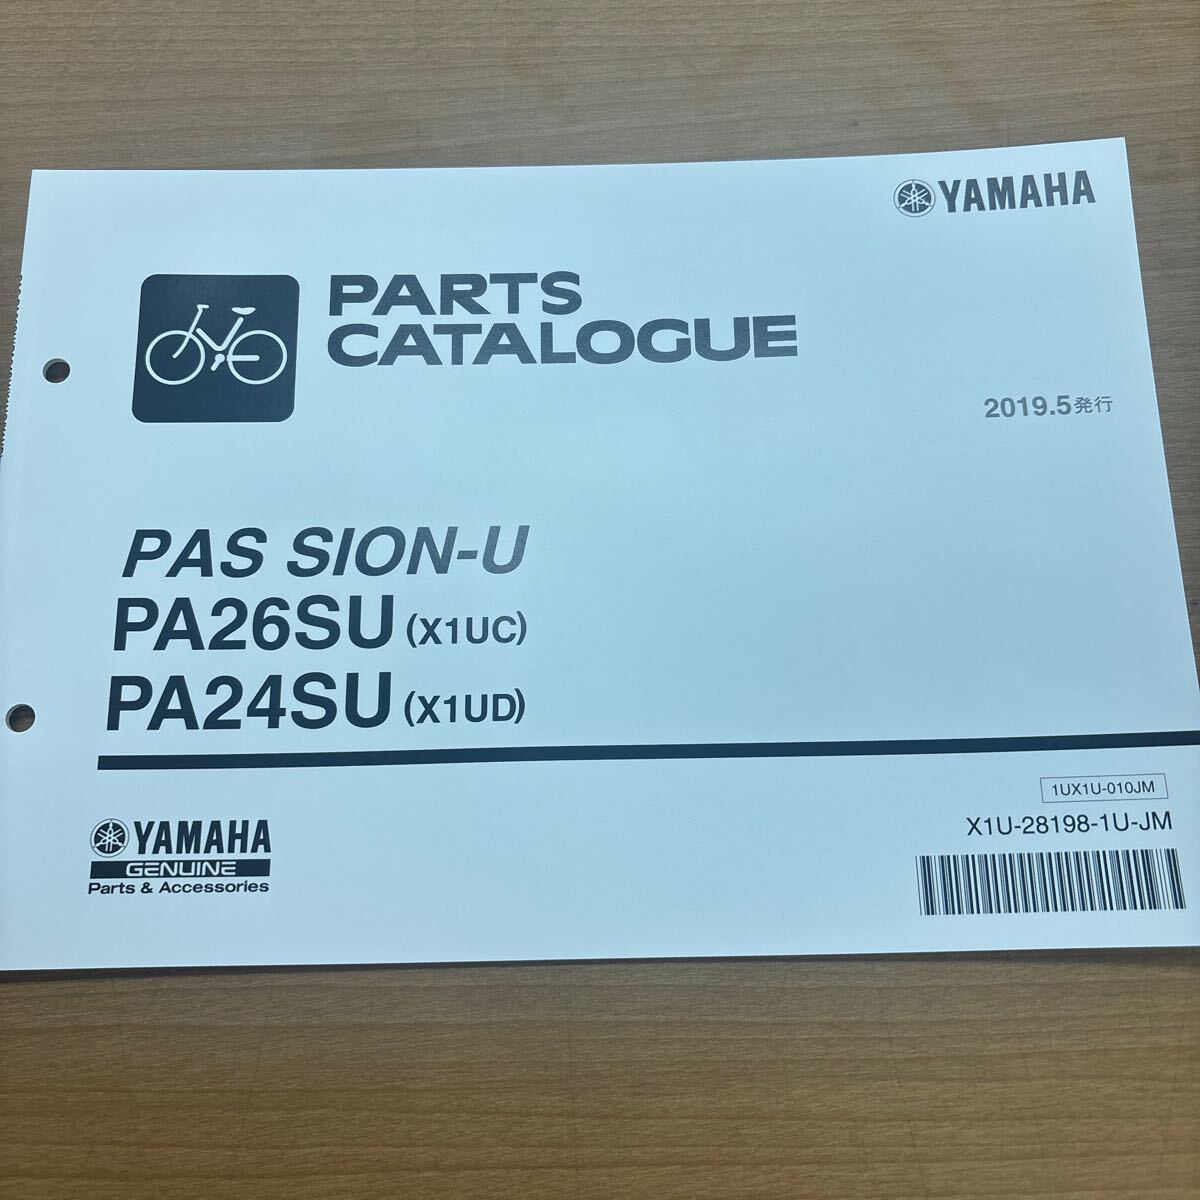 YAMAHA
PARTS
CATALOGUE
2019.5発行
PAS SION-U
PA26SU (X1UC)
PA24SU (X1UD)
1UX1U-010JM
X1U-28198-1U-JM
YAMAHA
GENUINE
Parts & Accessories